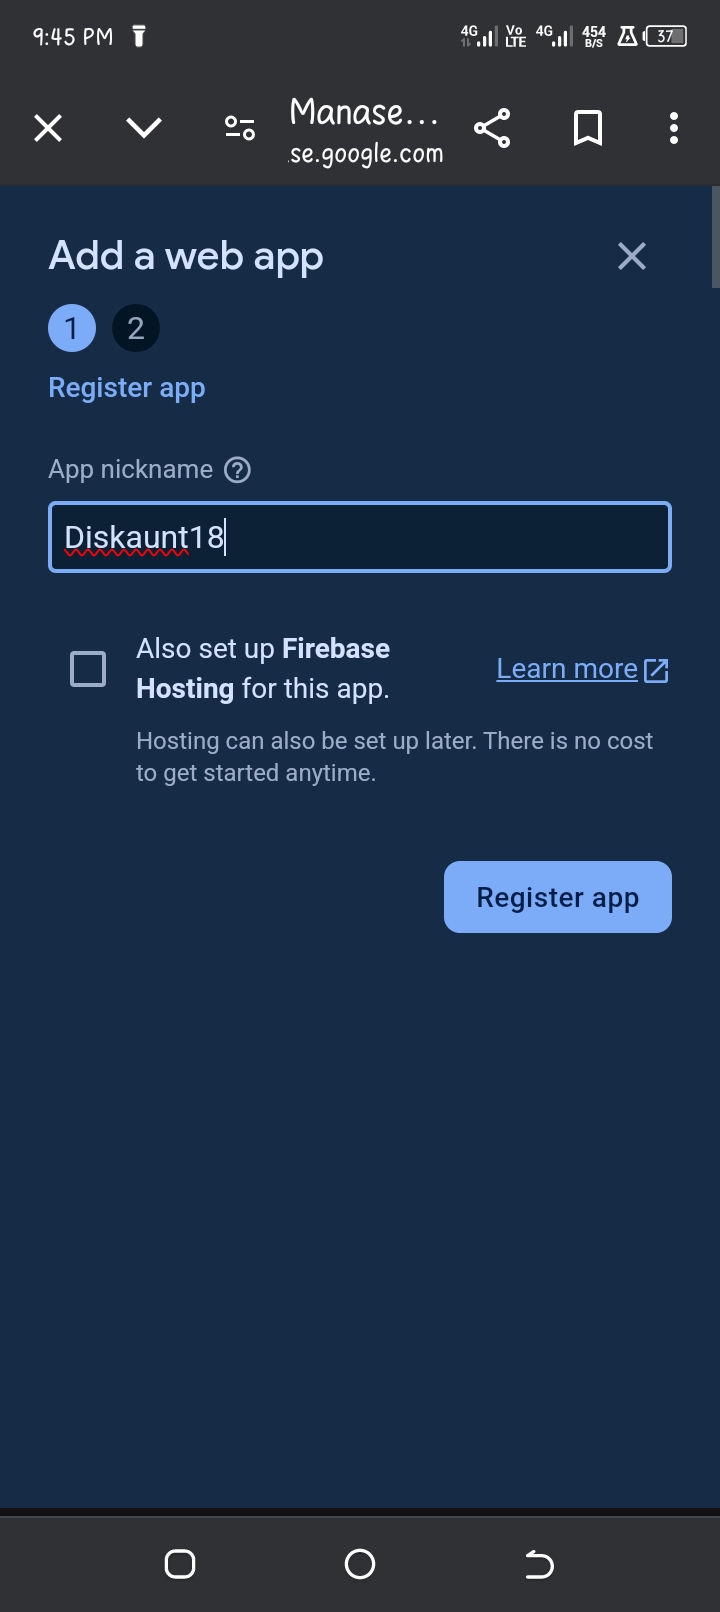 9:45 PM 4G Vo LTE 4G 454 B/S 37
Manase...
.se.google.com
Add a web app
1 2
Register app
App nickname ?
Diskaunt18
Also set up Firebase
Hosting for this app.
Learn more
Hosting can also be set up later. There is no cost
to get started anytime.
Register app